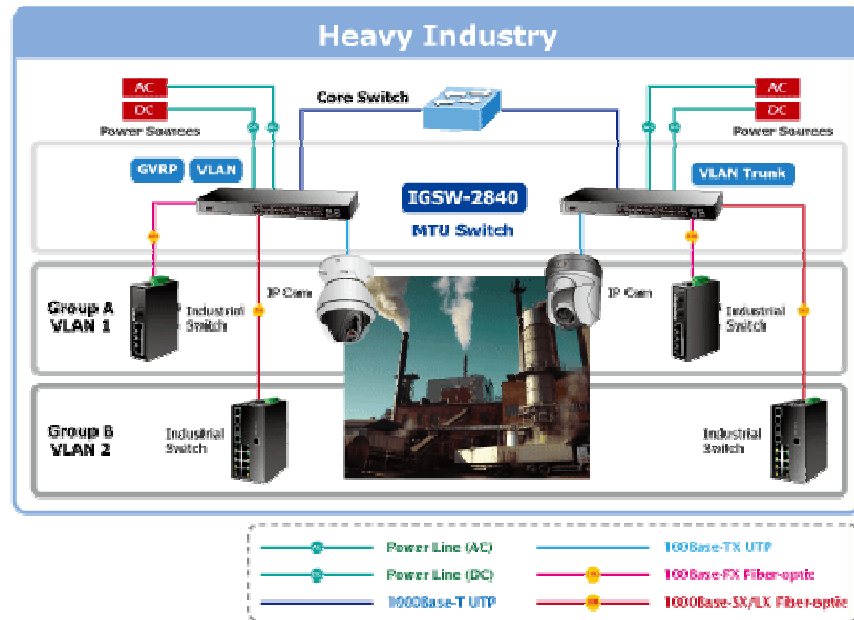 Heavy Industry
AC
DC
Power Sources
Core Switch
AC
DC
Power Sources
GVRP
VLAN
IGSW-2840
MTU Switch
VLAN Trunk
Group A
VLAN 1
Industrial
Switch
IP Cam
IP Cam
Industrial
Switch
Group B
VLAN 2
Industrial
Switch
Industrial
Switch
Power Line (AC)
Power Line (DC)
1000Base-T UTP
100Base-TX UTP
100Base-FX Fiber-optic
1000Base-SX/LX Fiber-optic